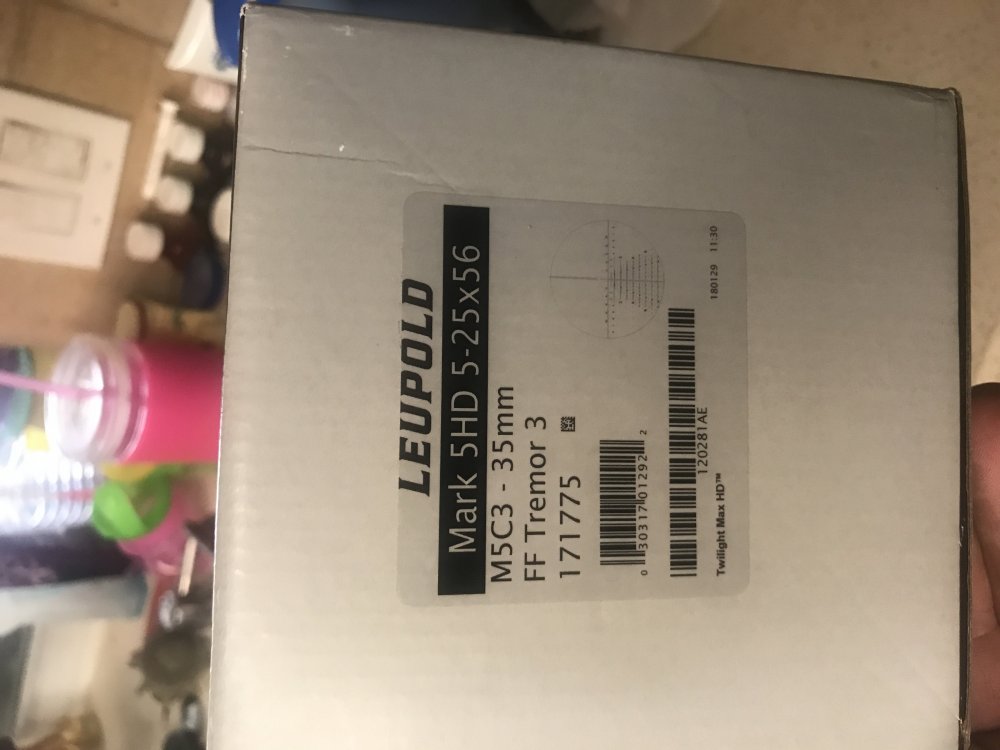 LEUPOLD
Mark 5HD 5-25x56
M5C3 - 35mm
FF Tremor 3
171775
0 30317 01292 2
120281AE
Twilight Max HD™
180129 11:30